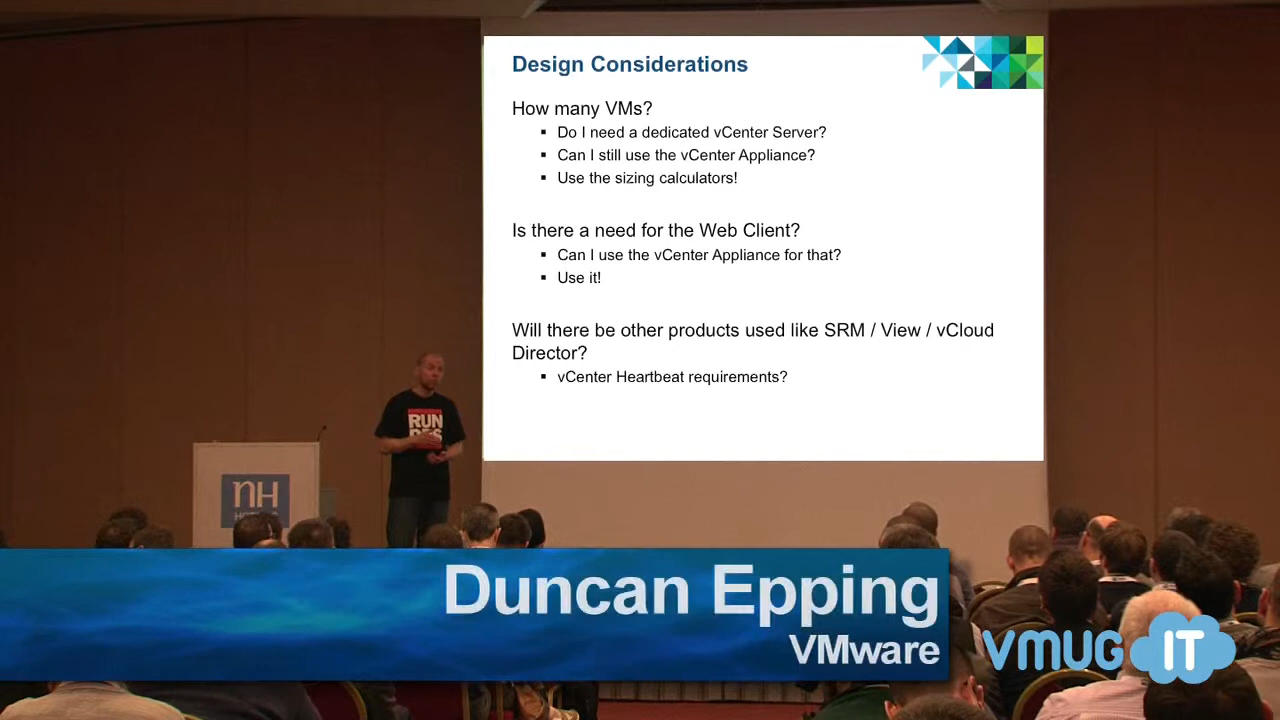 Design Considerations
How many VMs?
▪ Do I need a dedicated vCenter Server?
▪ Can I still use the vCenter Appliance?
▪ Use the sizing calculators!
Is there a need for the Web Client?
▪ Can I use the vCenter Appliance for that?
▪ Use it!
Will there be other products used like SRM / View / vCloud
Director?
▪ vCenter Heartbeat requirements?
RUN
nH
Duncan Epping
VMware
VMUG IT